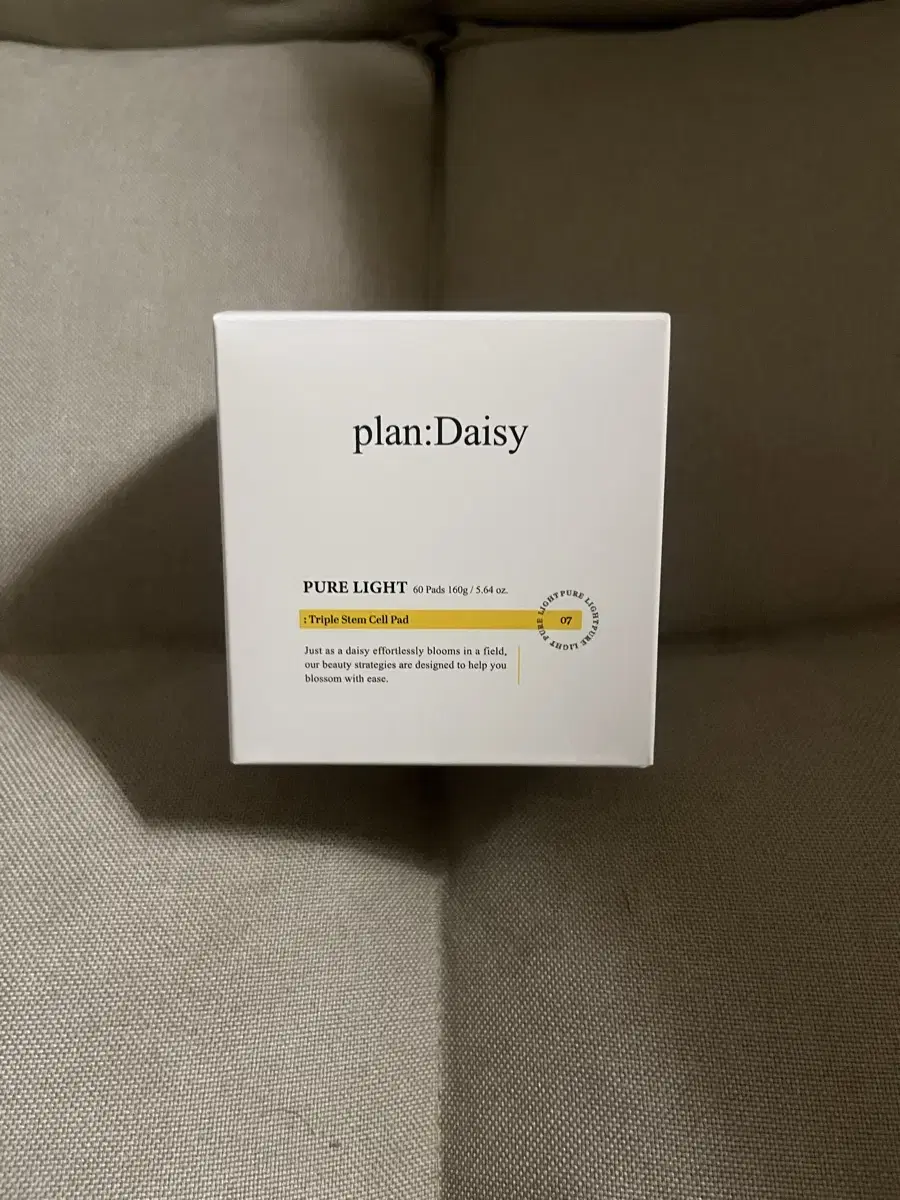 plan:Daisy
PURE LIGHT 60 Pads 160g / 5.64 oz.
: Triple Stem Cell Pad
07
PURE LIGHT PURE LIGHT PURE LIGHT
Just as a daisy effortlessly blooms in a field,
our beauty strategies are designed to help you
blossom with ease.